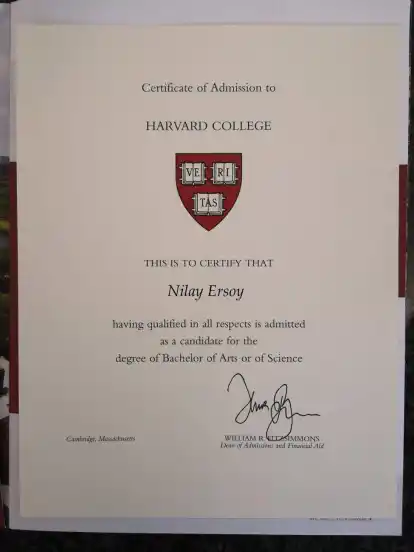 Certificate of Admission to
HARVARD COLLEGE
VE RI
TAS
THIS IS TO CERTIFY THAT
Nilay Ersoy
having qualified in all respects is admitted
as a candidate for the
degree of Bachelor of Arts or of Science
Cambridge, Massachusetts
WILLIAM R. FITZSIMMONS
Dean of Admissions and Financial Aid